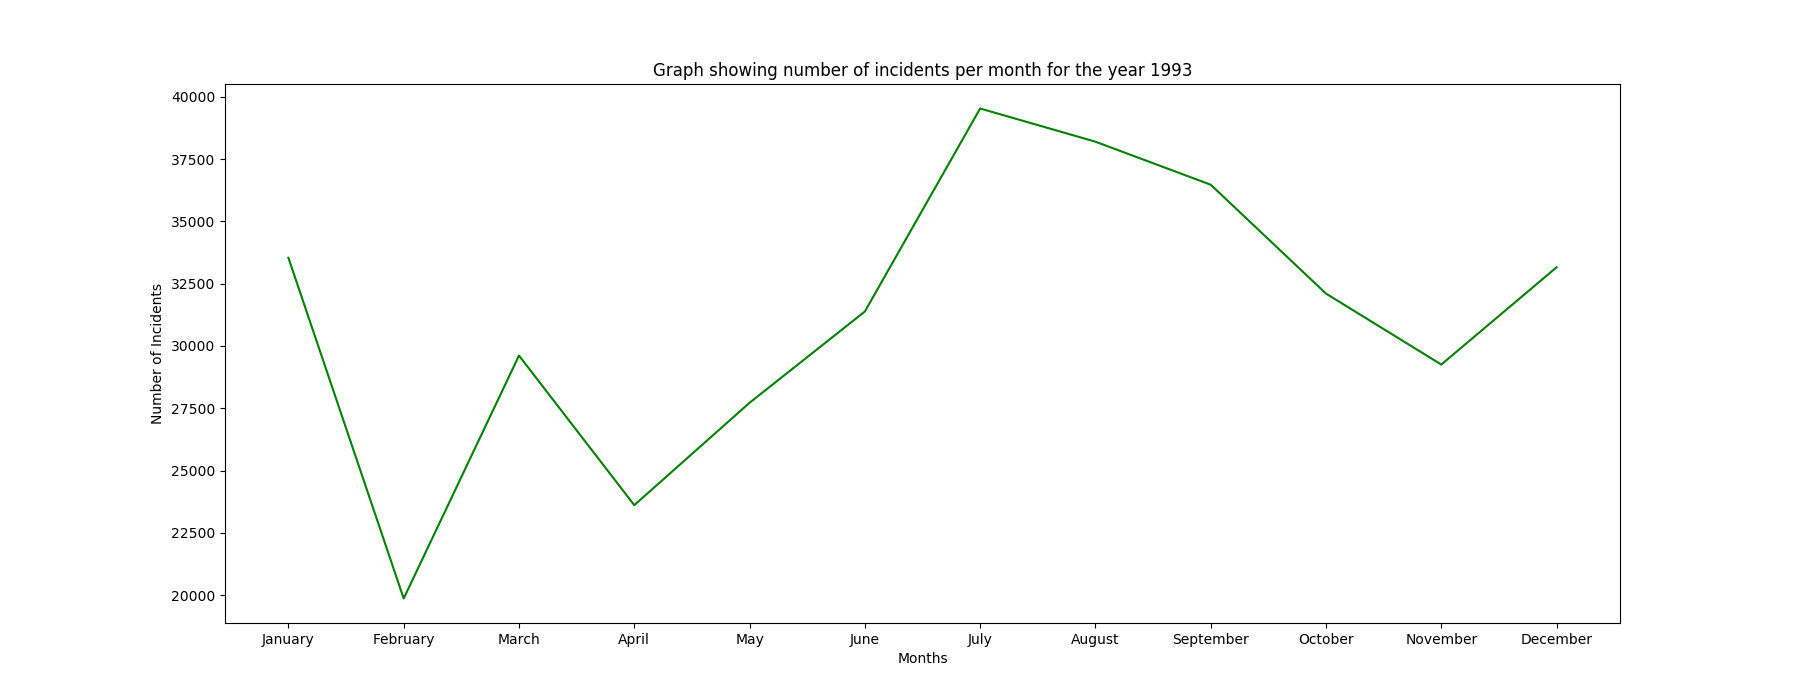 Graph showing number of incidents per month for the year 1993
40000
37500
35000
32500
30000
27500
25000
22500
20000
Number of Incidents
January February March April May June July August September October November December
Months